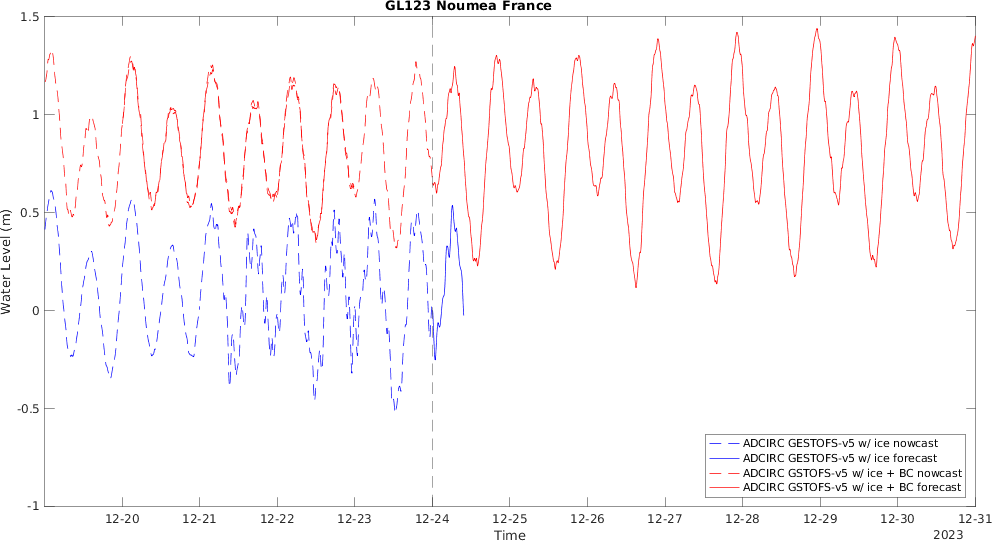 GL123 Noumea France
1.5
1
0.5
0
-0.5
-1
Water Level (m)
12-20
12-21
12-22
12-23
12-24
12-25
12-26
12-27
12-28
12-29
12-30
12-31
Time
2023
ADCIRC GESTOFS-v5 w/ ice nowcast
ADCIRC GESTOFS-v5 w/ ice forecast
ADCIRC GSTOFS-v5 w/ ice + BC nowcast
ADCIRC GSTOFS-v5 w/ ice + BC forecast